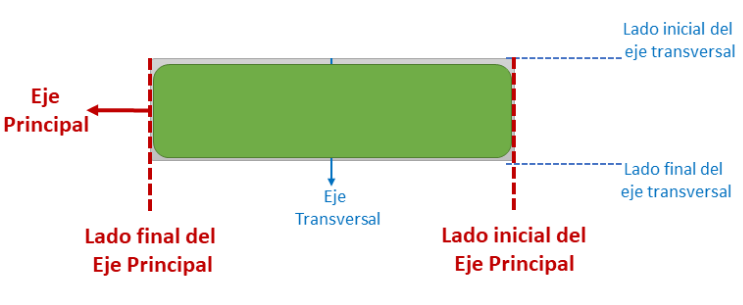 Lado inicial del
eje transversal
Eje
Principal
Lado final del
eje transversal
Eje
Transversal
Lado final del
Eje Principal
Lado inicial del
Eje Principal